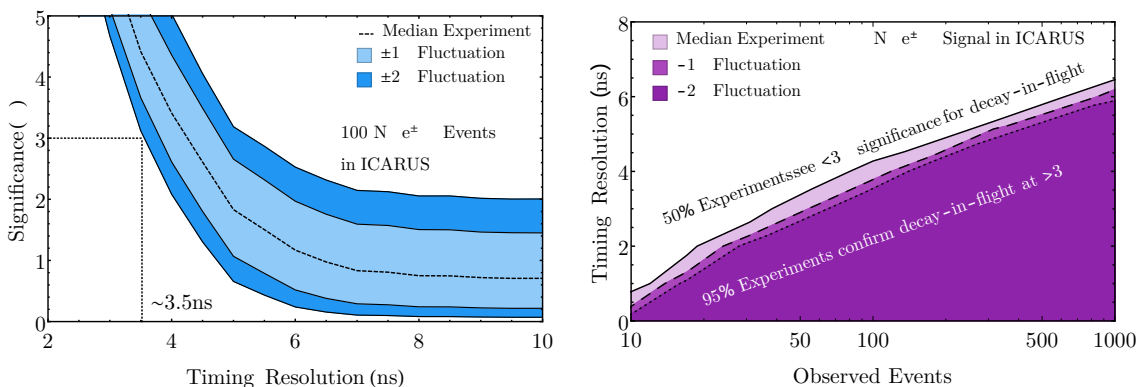 5
4
3
2
1
0
Significance( )
Median Experiment
±1 Fluctuation
±2 Fluctuation
100 N e± Events
in ICARUS
~3.5ns
2 4 6 8 10
Timing Resolution (ns)
8
6
4
2
0
Timing Resolution (ns)
Median Experiment
-1 Fluctuation
-2 Fluctuation
N e± Signal in ICARUS
50% Experimentssee <3 significance for decay-in-flight
95% Experiments confirm decay-in-flight at >3
10 50 100 500 1000
Observed Events